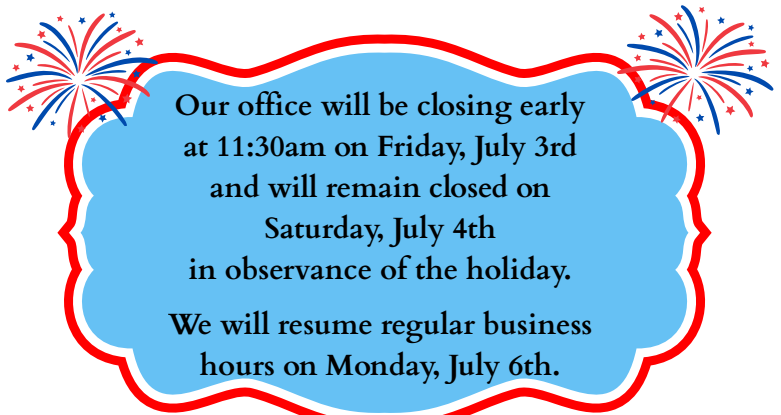 Our office will be closing early
at 11:30am on Friday, July 3rd
and will remain closed on
Saturday, July 4th
in observance of the holiday.
We will resume regular business
hours on Monday, July 6th.